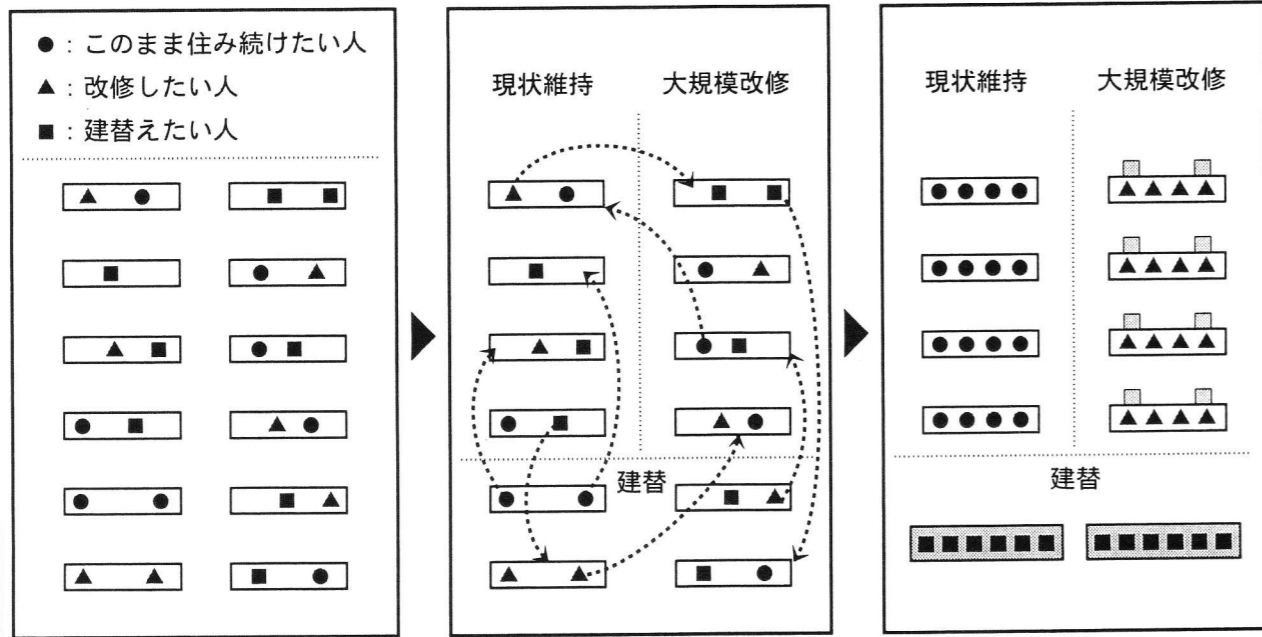 ●：このまま住み続けたい人
▲：改修したい人
■：建替えたい人
現状維持
大規模改修
建替
現状維持
大規模改修
建替